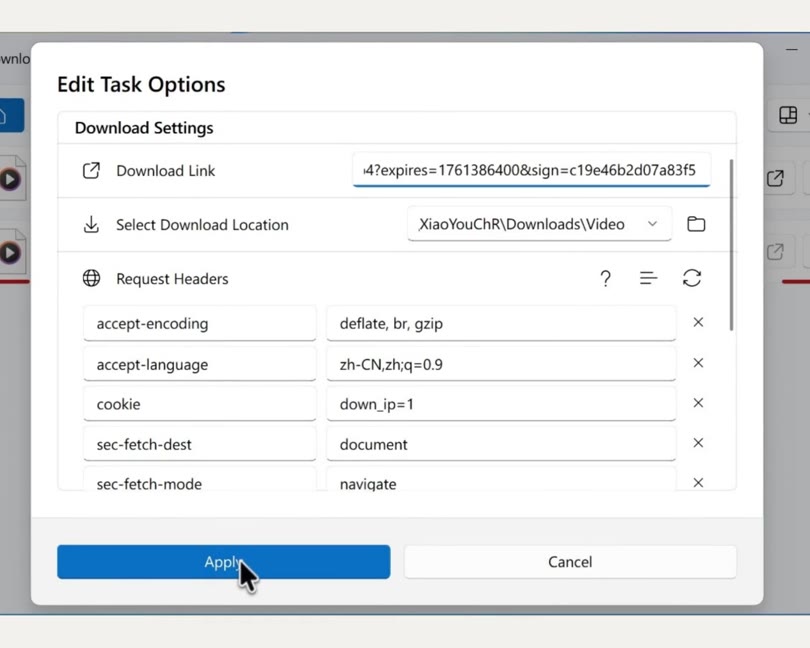 Edit Task Options
Download Settings
Download Link
4?expires=1761386400&sign=c19e46b2d07a83f5
Select Download Location
XiaoYouChR\Downloads\Video
Request Headers
?
accept-encoding
deflate, br, gzip
accept-language
zh-CN,zh;q=0.9
cookie
down_ip=1
sec-fetch-dest
document
sec-fetch-mode
navigate
Apply
Cancel